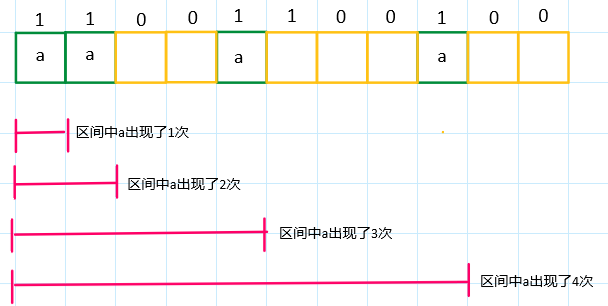 1 1 0 0 1 1 0 0 1 0 0
a a a a
区间中a出现了1次
区间中a出现了2次
区间中a出现了3次
区间中a出现了4次